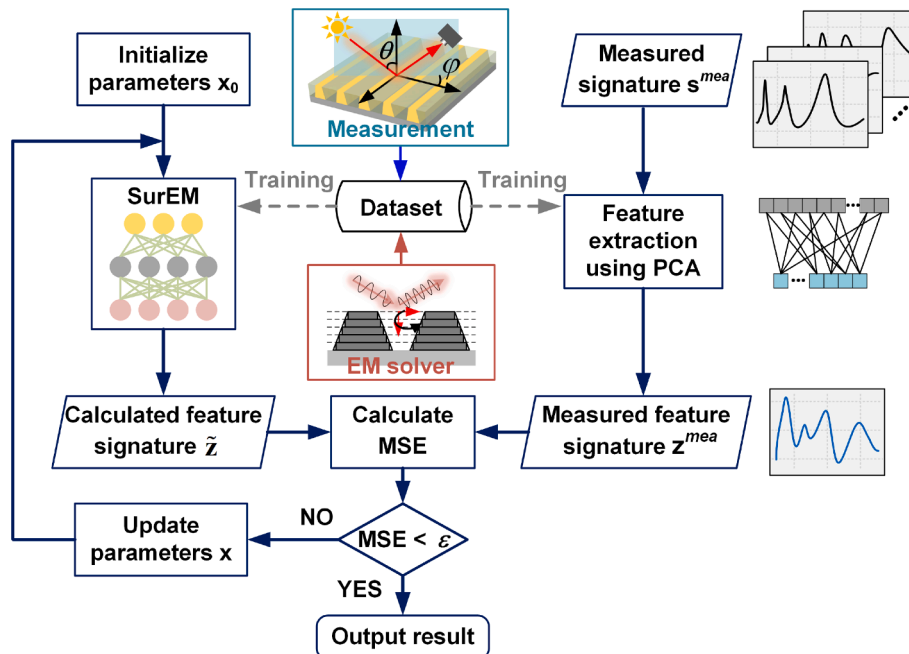 Initialize
parameters x₀
θ
φ
Measurement
Measured
signature s^mea
Training
Training
SurEM
Dataset
Feature
extraction
using PCA
EM solver
Calculated feature
signature z̃
Calculate
MSE
Measured feature
signature z^mea
NO
Update
parameters x
MSE < ε
YES
Output result